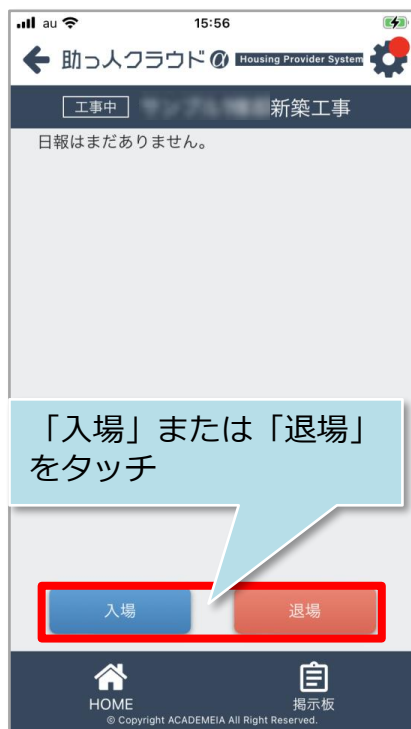 au 15:56
助っ人クラウドα Housing Provider System
工事中 新築工事
日報はまだありません。
「入場」または「退場」
をタッチ
入場 退場
HOME 掲示板
© Copyright ACADEMEIA All Right Reserved.